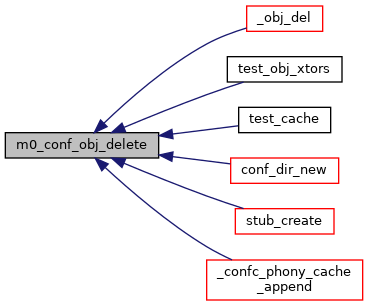 _obj_del
test_obj_xtors
test_cache
m0_conf_obj_delete
conf_dir_new
stub_create
_confc_phony_cache
_append